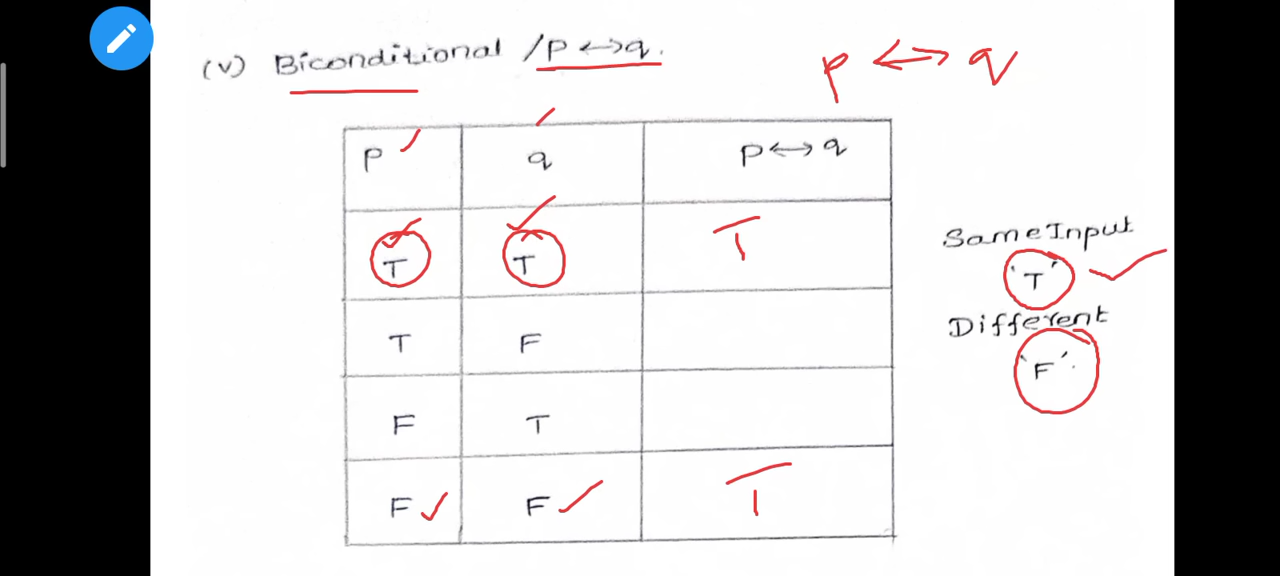 (v) Biconditional /p↔q.
p ↔ q
p q p↔q
T T T
T F
F T
F F T
Same Input
'T'
Different
'F'.